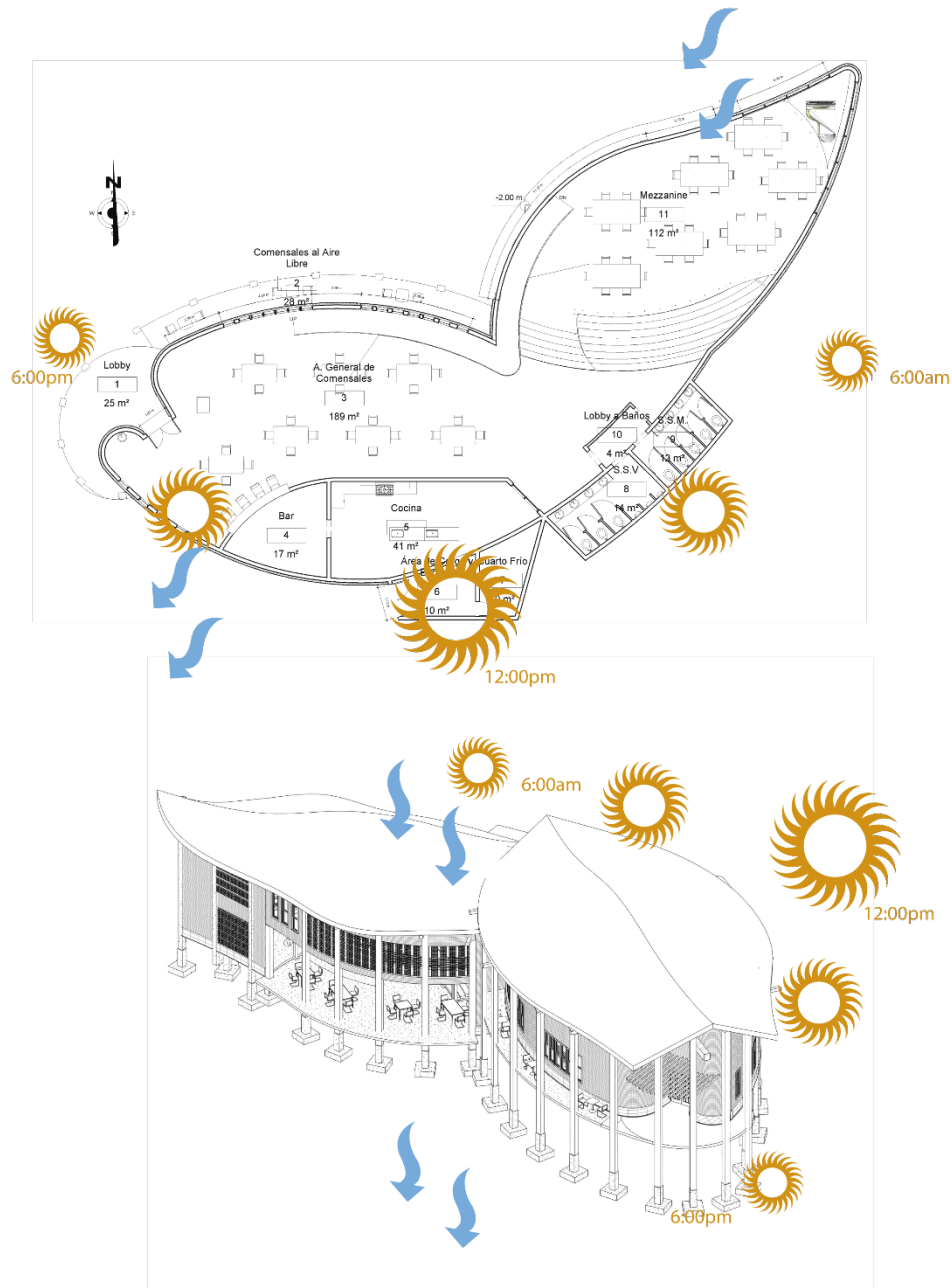 N
W
E
-2.00 m
Mezzanine
11
112 m²
Comensales al Aire
Libre
2
28 m²
UP
DN
6:00pm
Lobby
1
25 m²
A. General de
Comensales
3
189 m²
6:00am
Lobby a Baños
10
4 m²
S.S.M.
9
13 m²
S.S.V
8
14 m²
Bar
4
17 m²
Cocina
5
41 m²
Cuarto Frío
6
10 m²
12:00pm
6:00am
12:00pm
6:00pm